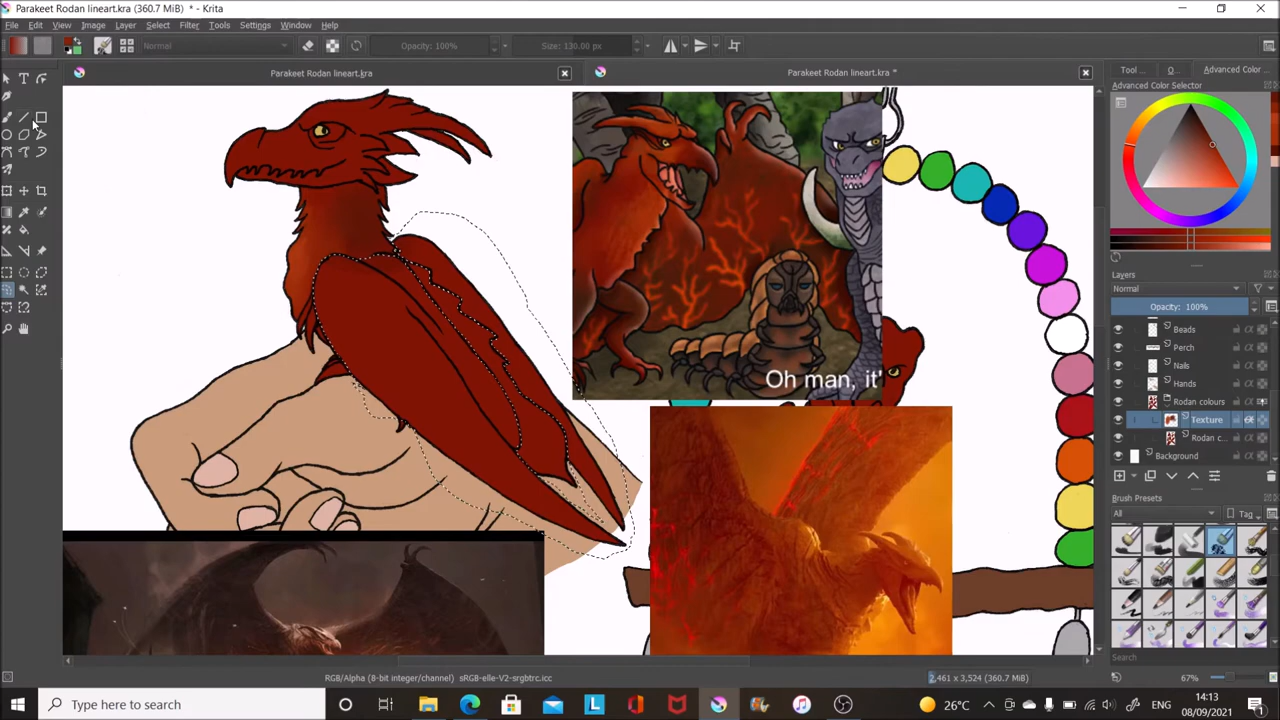 Parakeet Rodan lineart.kra (360.7 MiB) * - Krita
File Edit View Image Layer Select Filter Tools Settings Window Help
Normal
Opacity: 100%
Size: 130.00 px
Parakeet Rodan lineart.kra
Parakeet Rodan lineart.kra *
Tool ...
O...
Advanced Color ...
Advanced Color Selector
Oh man, it'
Layers
Normal
Opacity: 100%
Beads
Perch
Nails
Hands
Rodan colours
Texture
Rodan c...
Background
Brush Presets
All
Tag
Search
RGB/Alpha (8-bit integer/channel) sRGB-elle-V2-srgbtrc.icc
2,461 x 3,524 (360.7 MiB)
67%
Type here to search
L
26°C
14:13
08/09/2021
1